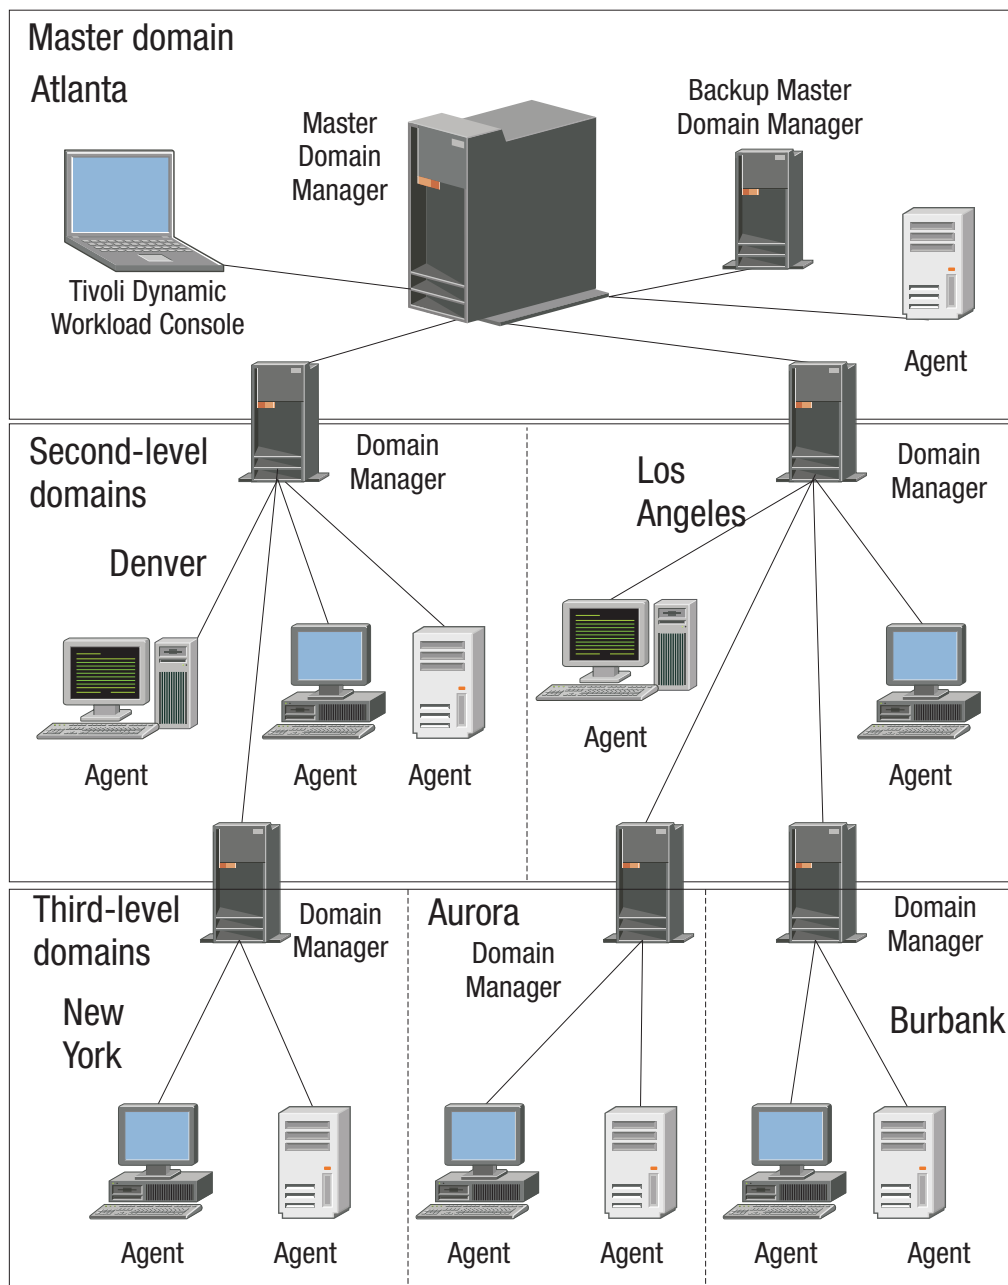 Master domain
Atlanta
Master
Domain
Manager
Backup Master
Domain Manager
Tivoli Dynamic
Workload Console
Agent
Second-level
domains
Domain
Manager
Denver
Los
Angeles
Domain
Manager
Agent
Agent
Agent
Agent
Agent
Third-level
domains
Domain
Manager
New
York
Aurora
Domain
Manager
Domain
Manager
Burbank
Agent
Agent
Agent
Agent
Agent
Agent